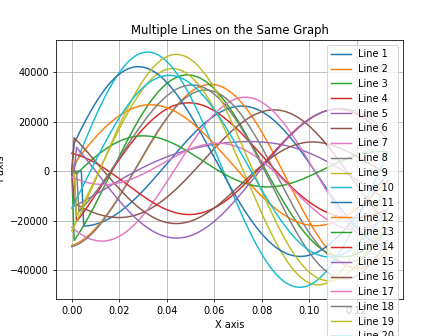 Multiple Lines on the Same Graph
40000
20000
0
−20000
−40000
0.00
0.02
0.04
0.06
0.08
0.10
X axis
Line 1
Line 2
Line 3
Line 4
Line 5
Line 6
Line 7
Line 8
Line 9
Line 10
Line 11
Line 12
Line 13
Line 14
Line 15
Line 16
Line 17
Line 18
Line 19
Line 20